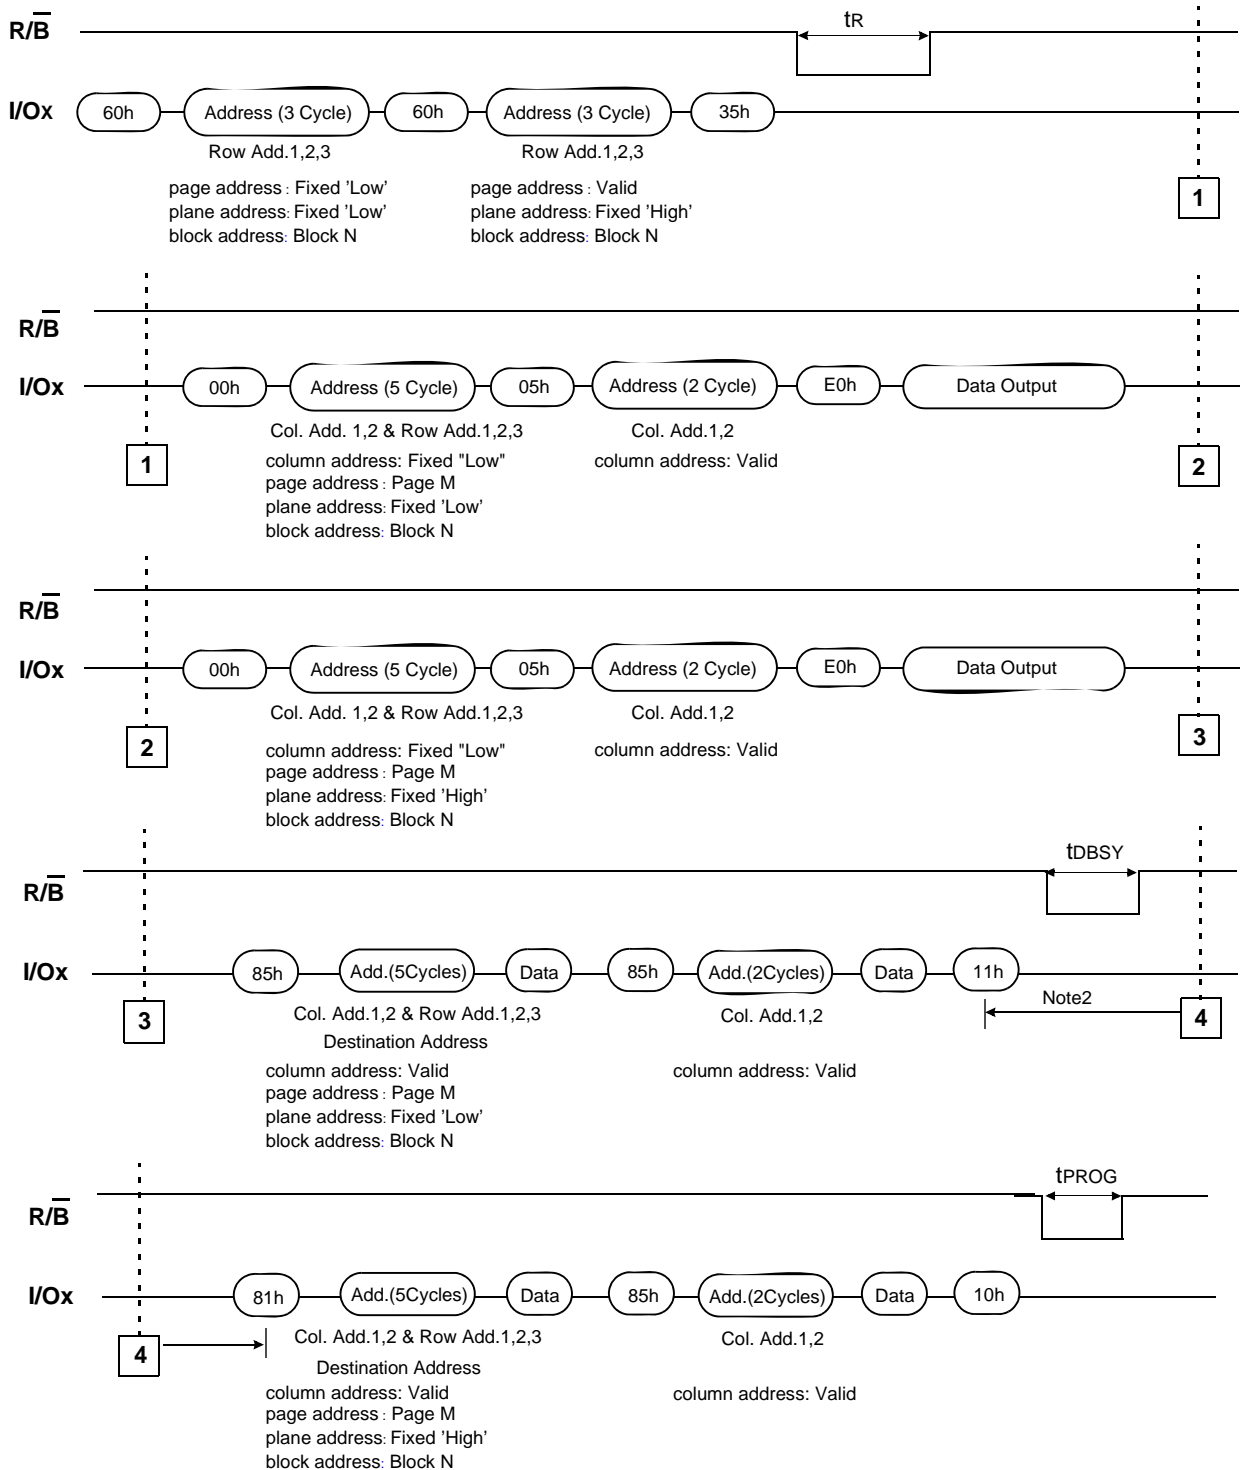 tR
R/B
I/Ox 60h Address (3 Cycle) 60h Address (3 Cycle) 35h
Row Add.1,2,3 Row Add.1,2,3
page address : Fixed 'Low' page address : Valid
plane address: Fixed 'Low' plane address: Fixed 'High'
block address: Block N block address: Block N
1
R/B
I/Ox 00h Address (5 Cycle) 05h Address (2 Cycle) E0h Data Output
Col. Add. 1,2 & Row Add.1,2,3 Col. Add.1,2
1 column address: Fixed "Low" column address: Valid 2
page address : Page M
plane address: Fixed 'Low'
block address: Block N
R/B
I/Ox 00h Address (5 Cycle) 05h Address (2 Cycle) E0h Data Output
Col. Add. 1,2 & Row Add.1,2,3 Col. Add.1,2
2 column address: Fixed "Low" column address: Valid 3
page address : Page M
plane address: Fixed 'High'
block address: Block N
tDBSY
R/B
I/Ox 85h Add.(5Cycles) Data 85h Add.(2Cycles) Data 11h
Note2
3 Col. Add.1,2 & Row Add.1,2,3 Col. Add.1,2 4
Destination Address
column address: Valid column address: Valid
page address : Page M
plane address: Fixed 'Low'
block address: Block N
tPROG
R/B
I/Ox 81h Add.(5Cycles) Data 85h Add.(2Cycles) Data 10h
4 Col. Add.1,2 & Row Add.1,2,3 Col. Add.1,2
Destination Address
column address: Valid column address: Valid
page address : Page M
plane address: Fixed 'High'
block address: Block N